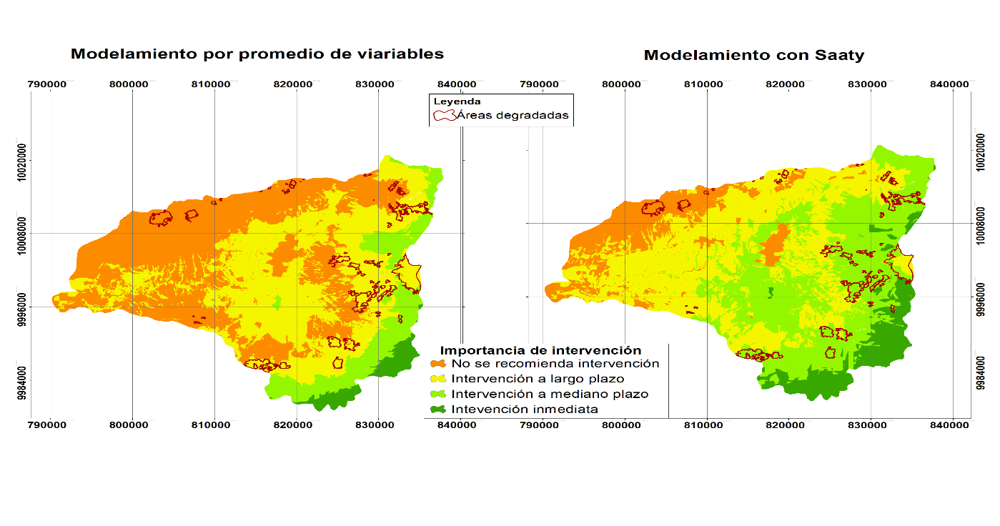 Modelamiento por promedio de viariables
Modelamiento con Saaty
790000 800000 810000 820000 830000 840000
790000 800000 810000 820000 830000 840000
Leyenda
Áreas degradadas
10020000
10008000
9996000
9984000
10020000
10008000
9996000
9984000
Importancia de intervención
No se recomienda intervención
Intervención a largo plazo
Intervención a mediano plazo
Intevención inmediata
790000 800000 810000 820000 830000 840000
790000 800000 810000 820000 830000 840000